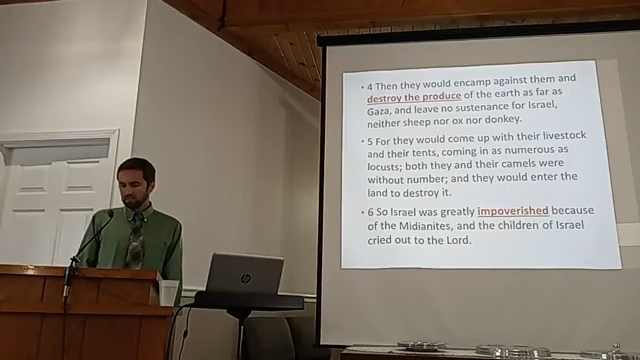 • 4 Then they would encamp against them and
destroy the produce of the earth as far as
Gaza, and leave no sustenance for Israel,
neither sheep nor ox nor donkey.
• 5 For they would come up with their livestock
and their tents, coming in as numerous as
locusts; both they and their camels were
without number; and they would enter the
land to destroy it.
• 6 So Israel was greatly impoverished because
of the Midianites, and the children of Israel
cried out to the Lord.
hp